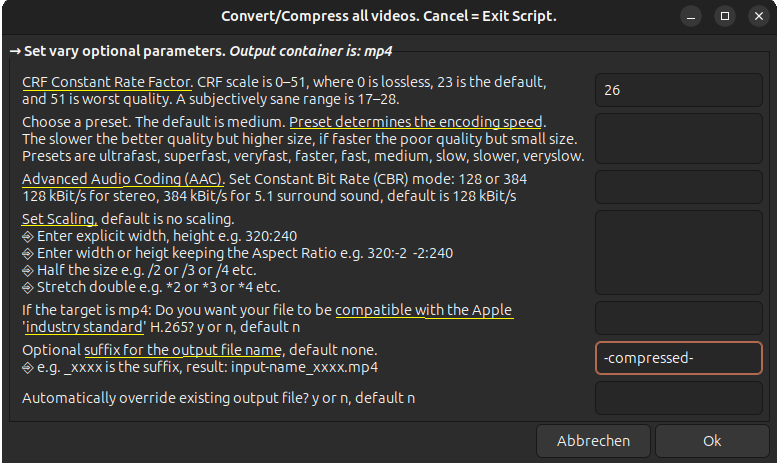 Convert/Compress all videos. Cancel = Exit Script.
→ Set vary optional parameters. Output container is: mp4
CRF Constant Rate Factor. CRF scale is 0–51, where 0 is lossless, 23 is the default,
and 51 is worst quality. A subjectively sane range is 17–28.
26
Choose a preset. The default is medium. Preset determines the encoding speed.
The slower the better quality but higher size, if faster the poor quality but small size.
Presets are ultrafast, superfast, veryfast, faster, fast, medium, slow, slower, veryslow.
Advanced Audio Coding (AAC). Set Constant Bit Rate (CBR) mode: 128 or 384
128 kBit/s for stereo, 384 kBit/s for 5.1 surround sound, default is 128 kBit/s
Set Scaling, default is no scaling.
⎆ Enter explicit width, height e.g. 320:240
⎆ Enter width or heigt keeping the Aspect Ratio e.g. 320:-2 -2:240
⎆ Half the size e.g. /2 or /3 or /4 etc.
⎆ Stretch double e.g. *2 or *3 or *4 etc.
If the target is mp4: Do you want your file to be compatible with the Apple
'industry standard' H.265? y or n, default n
Optional suffix for the output file name, default none.
⎆ e.g. _xxxx is the suffix, result: input-name_xxxx.mp4
-compressed-
Automatically override existing output file? y or n, default n
Abbrechen
Ok